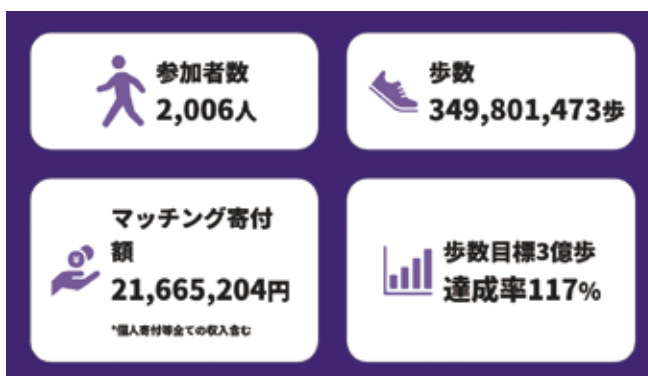 参加者数
2,006人
歩数
349,801,473歩
マッチング寄付
額
21,665,204円
*個人寄付等全ての収入含む
歩数目標3億歩
達成率117%